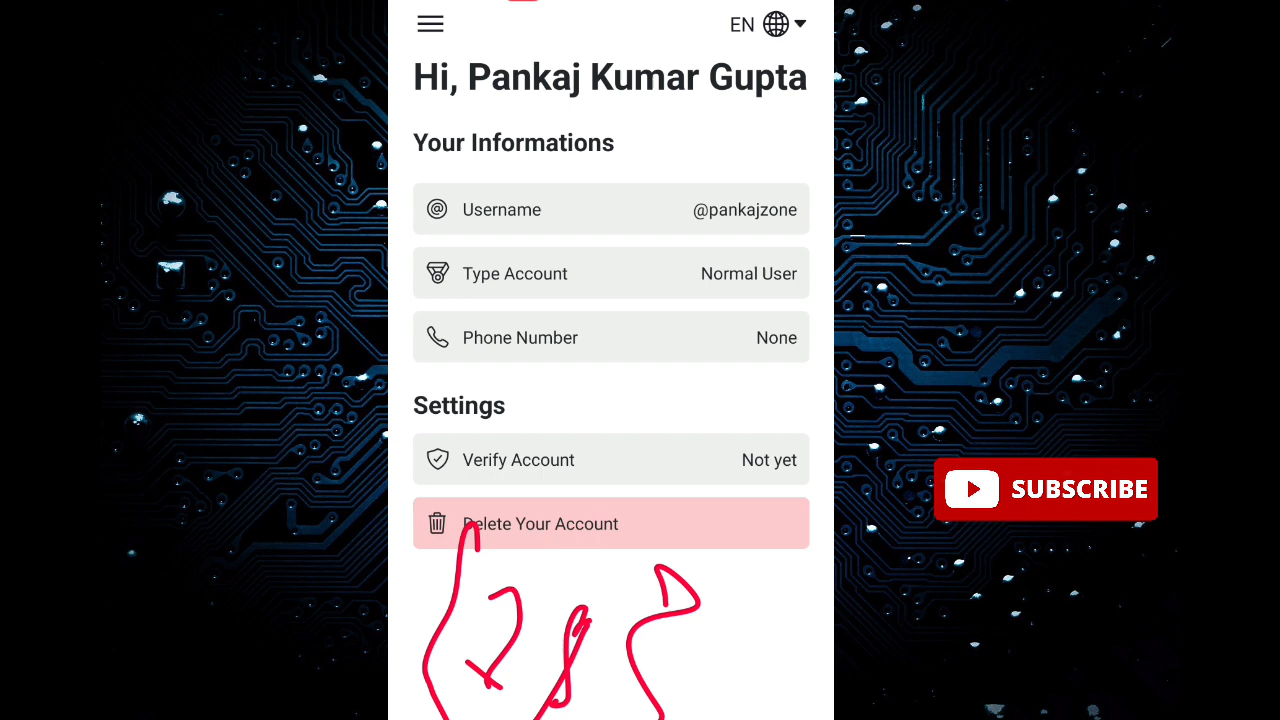 EN
Hi, Pankaj Kumar Gupta
Your Informations
Username @pankajzone
Type Account Normal User
Phone Number None
Settings
Verify Account Not yet
Delete Your Account
SUBSCRIBE